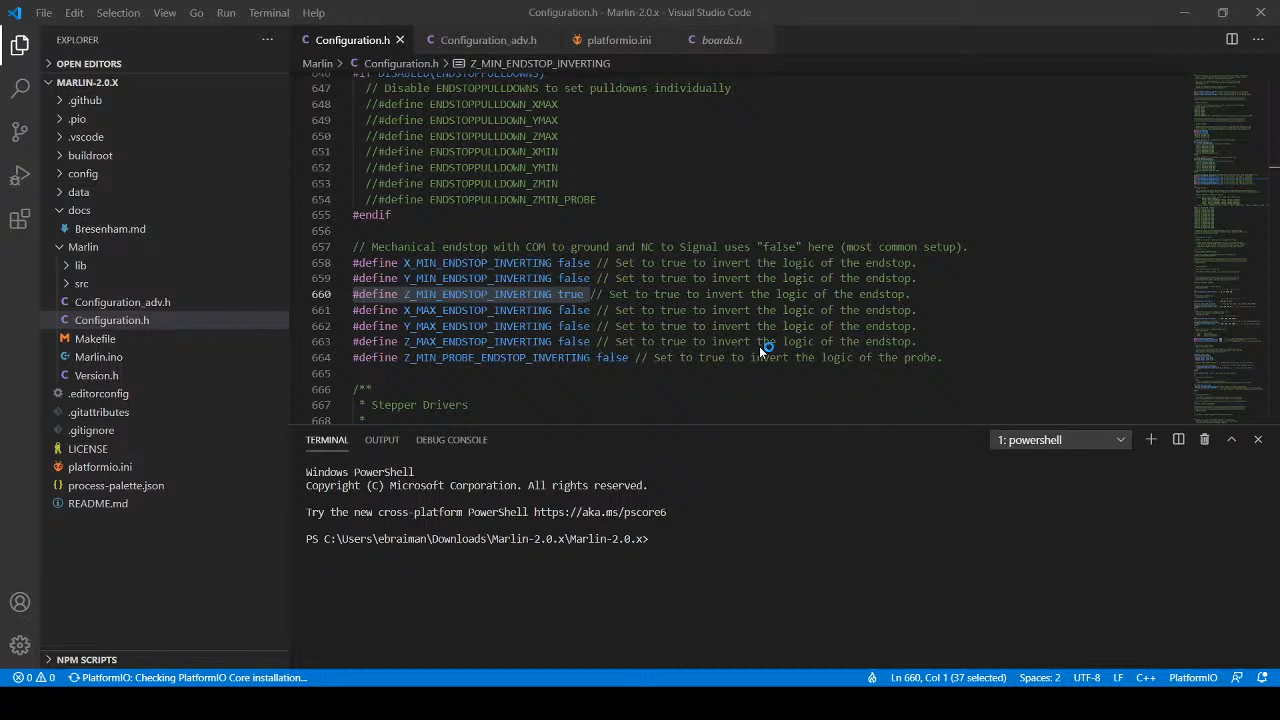 File Edit Selection View Go Run Terminal Help Configuration.h - Marlin-2.0.x - Visual Studio Code
EXPLORER
Configuration.h Configuration_adv.h platformio.ini boards.h
OPEN EDITORS
MARLIN-2.0.X
.github
.pio
.vscode
buildroot
config
data
docs
Bresenham.md
Marlin
lib
src
Configuration_adv.h
Configuration.h
Makefile
Marlin.ino
Version.h
.editorconfig
.gitattributes
.gitignore
LICENSE
platformio.ini
process-palette.json
README.md
NPM SCRIPTS
Marlin > Configuration.h > Z_MIN_ENDSTOP_INVERTING
#if DISABLED(ENDSTOPPULLDOWNS)
647 // Disable ENDSTOPPULLDOWNS to set pulldowns individually
648 //#define ENDSTOPPULLDOWN_XMAX
649 //#define ENDSTOPPULLDOWN_YMAX
650 //#define ENDSTOPPULLDOWN_ZMAX
651 //#define ENDSTOPPULLDOWN_XMIN
652 //#define ENDSTOPPULLDOWN_YMIN
653 //#define ENDSTOPPULLDOWN_ZMIN
654 //#define ENDSTOPPULLDOWN_ZMIN_PROBE
655 #endif
656
657 // Mechanical endstop with COM to ground and NC to Signal uses "false" here (most common setup).
658 #define X_MIN_ENDSTOP_INVERTING false // Set to true to invert the logic of the endstop.
659 #define Y_MIN_ENDSTOP_INVERTING false // Set to true to invert the logic of the endstop.
660 #define Z_MIN_ENDSTOP_INVERTING true // Set to true to invert the logic of the endstop.
661 #define X_MAX_ENDSTOP_INVERTING false // Set to true to invert the logic of the endstop.
662 #define Y_MAX_ENDSTOP_INVERTING false // Set to true to invert the logic of the endstop.
663 #define Z_MAX_ENDSTOP_INVERTING false // Set to true to invert the logic of the endstop.
664 #define Z_MIN_PROBE_ENDSTOP_INVERTING false // Set to true to invert the logic of the probe.
665
666 /**
667 * Stepper Drivers
668 *
TERMINAL OUTPUT DEBUG CONSOLE 1: powershell
Windows PowerShell
Copyright (C) Microsoft Corporation. All rights reserved.
Try the new cross-platform PowerShell https://aka.ms/pscore6
PS C:\Users\ebraiman\Downloads\Marlin-2.0.x\Marlin-2.0.x>
0 0 PlatformIO: Checking PlatformIO Core installation... Ln 660, Col 1 (37 selected) Spaces: 2 UTF-8 LF C++ PlatformIO